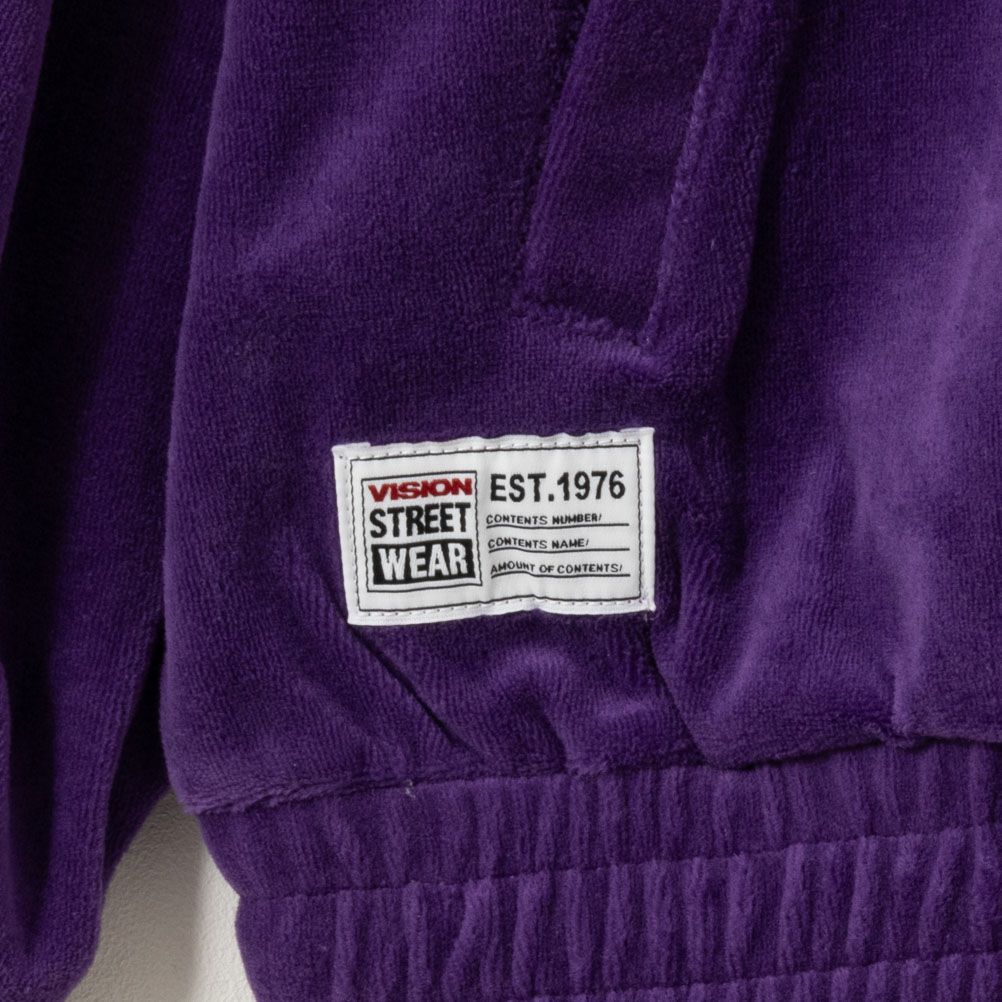 VISION
STREET
WEAR
EST.1976
CONTENTS NUMBER/
CONTENTS NAME/
AMOUNT OF CONTENTS/